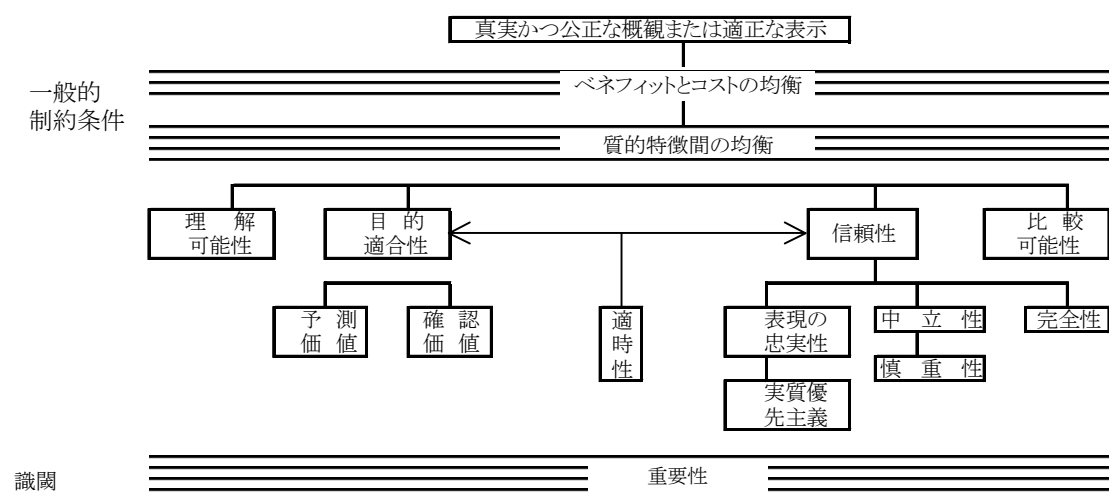 真実かつ公正な概観または適正な表示
一般的
制約条件
ベネフィットとコストの均衡
質的特徴間の均衡
理 解
可能性
目 的
適合性
信頼性
比 較
可能性
予 測
価 値
確 認
価 値
適
時
性
表現の
忠実性
中 立 性
完全性
慎 重 性
実質優
先主義
識閾
重要性